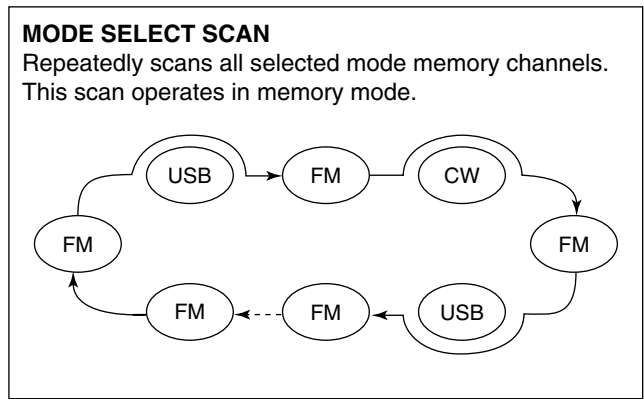 MODE SELECT SCAN
Repeatedly scans all selected mode memory channels.
This scan operates in memory mode.
USB
FM
CW
FM
FM
FM
FM
USB